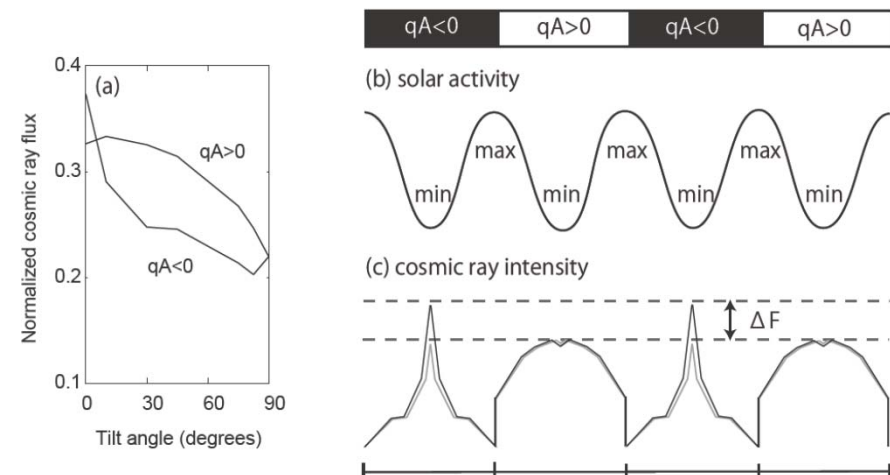 qA<0 qA>0 qA<0 qA>0
(a)
0.4
0.3
0.2
0.1
Normalized cosmic ray flux
qA>0
qA<0
0 30 60 90
Tilt angle (degrees)
(b) solar activity
max max max
min min min min
(c) cosmic ray intensity
ΔF